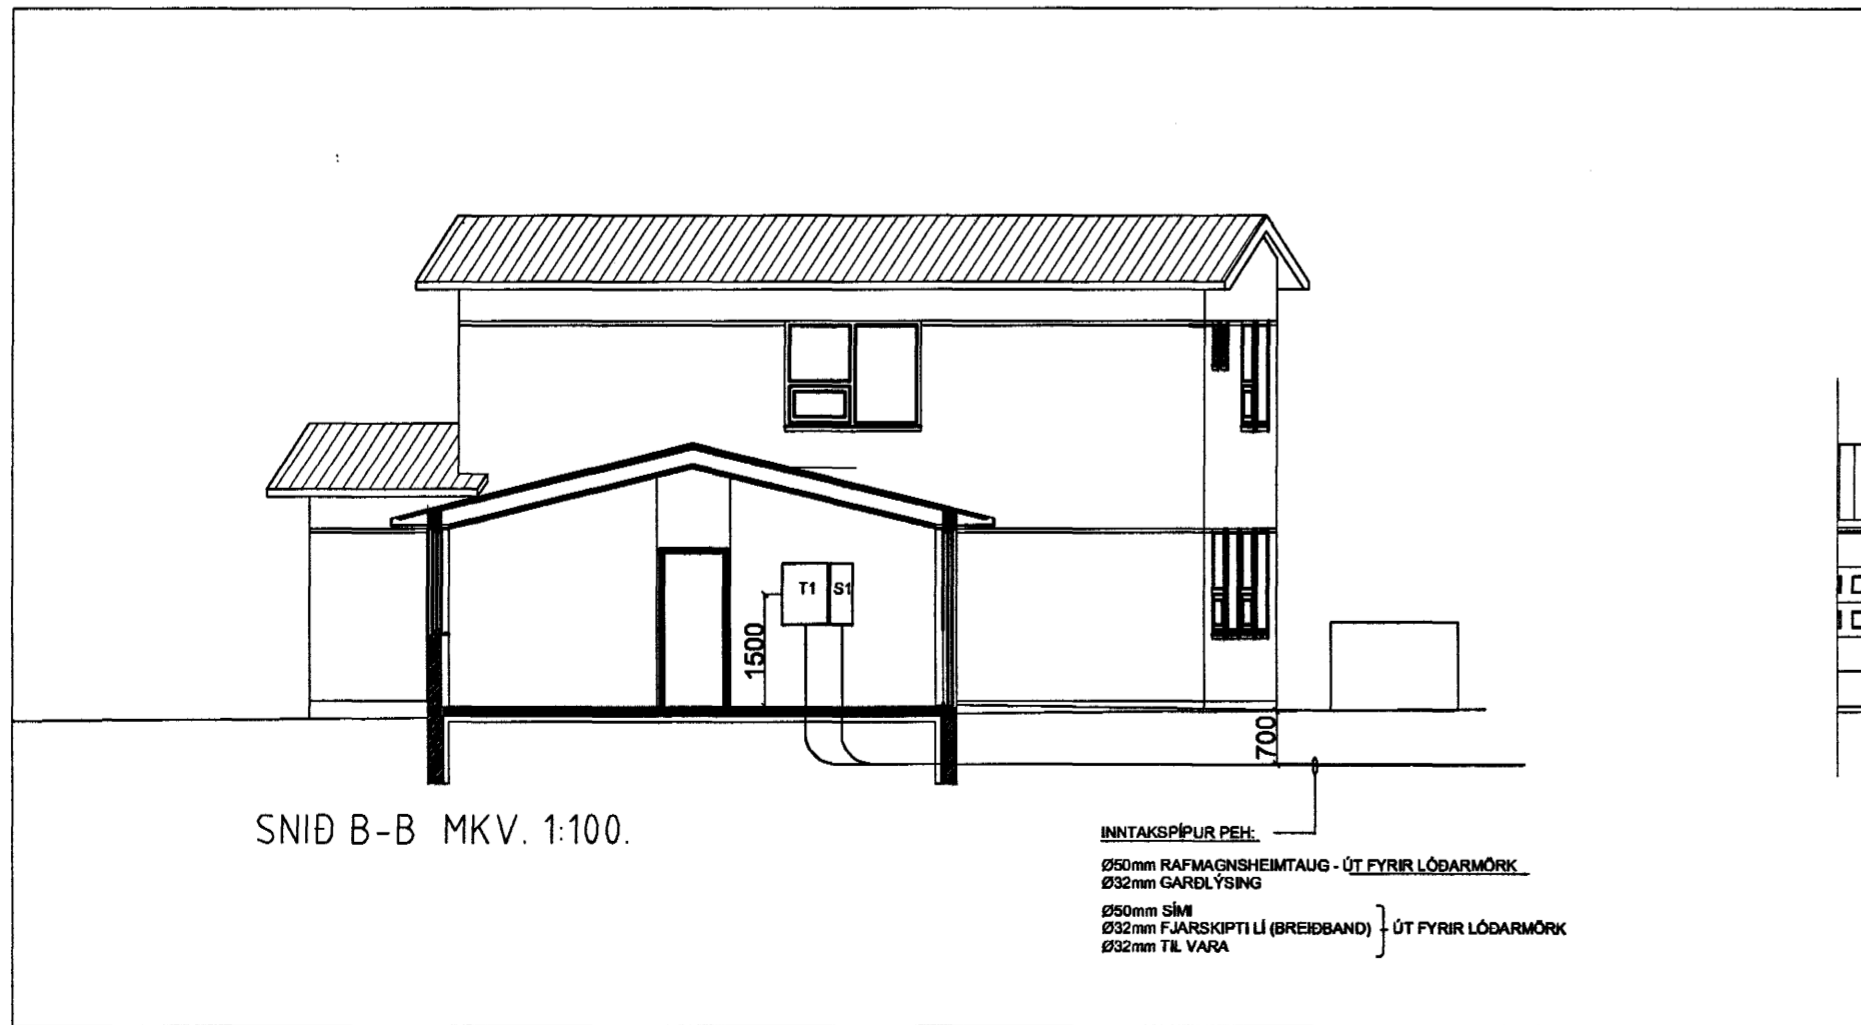 T1 S1
1500
700
SNIÐ B-B MKV. 1:100.
INNTAKSPÍPUR PEH:
Ø50mm RAFMAGNSHEIMTAUG - ÚT FYRIR LÓÐARMÖRK
Ø32mm GARÐLÝSING
Ø50mm SÍMI
Ø32mm FJARSKIPTI LÍ (BREIÐBAND) ÚT FYRIR LÓÐARMÖRK
Ø32mm TIL VARA